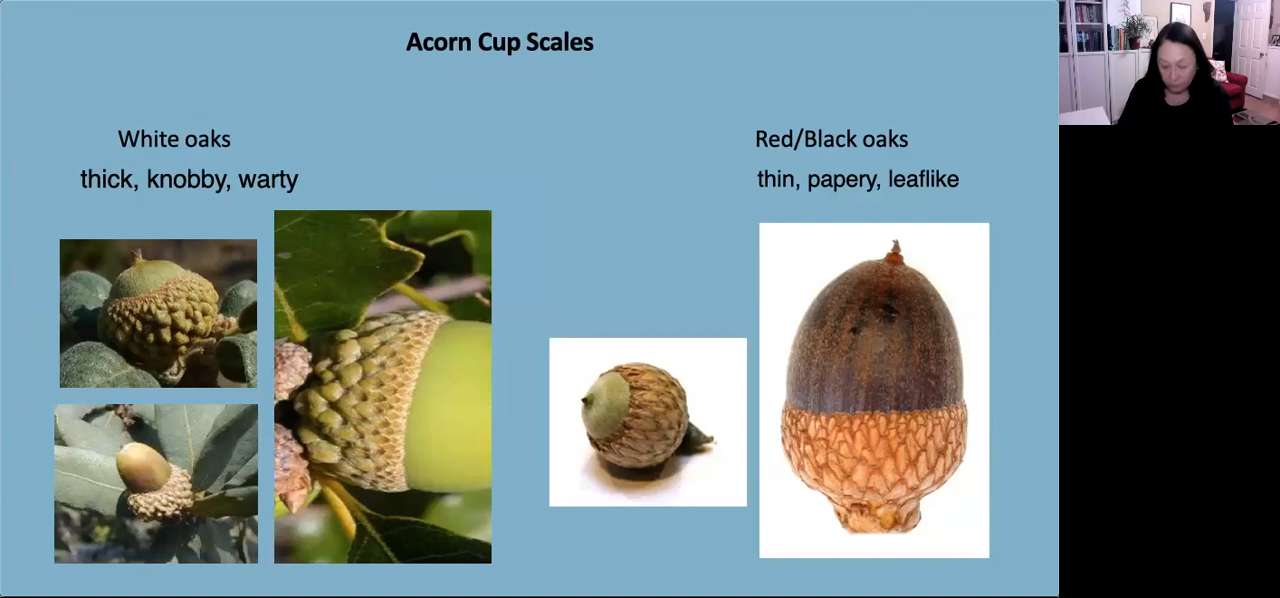 Acorn Cup Scales
White oaks
thick, knobby, warty
Red/Black oaks
thin, papery, leaflike